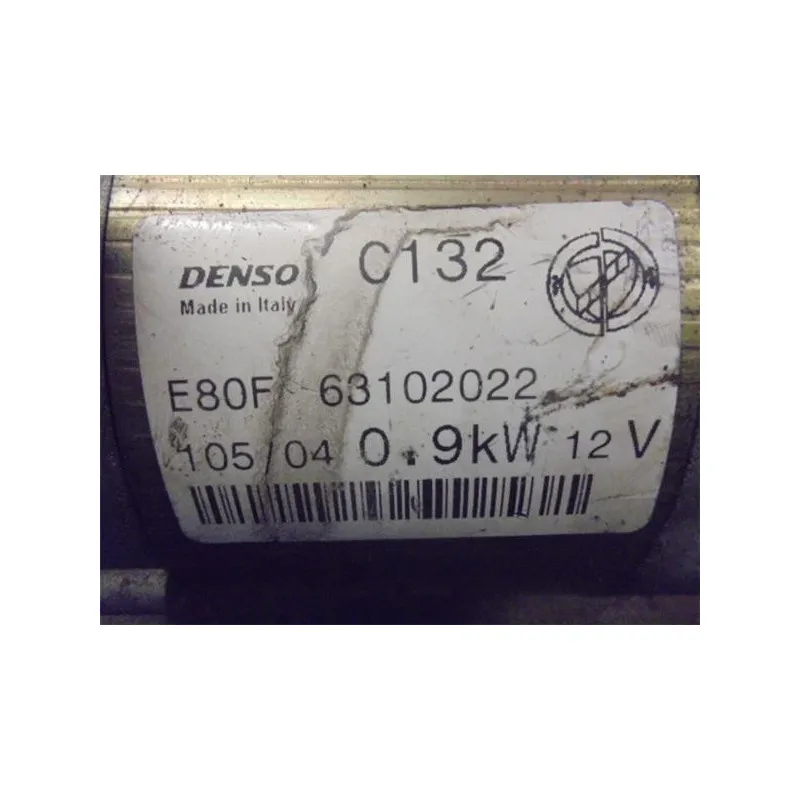 DENSO C132
Made in Italy
E80F 63102022
105/04 0.9kW 12 V